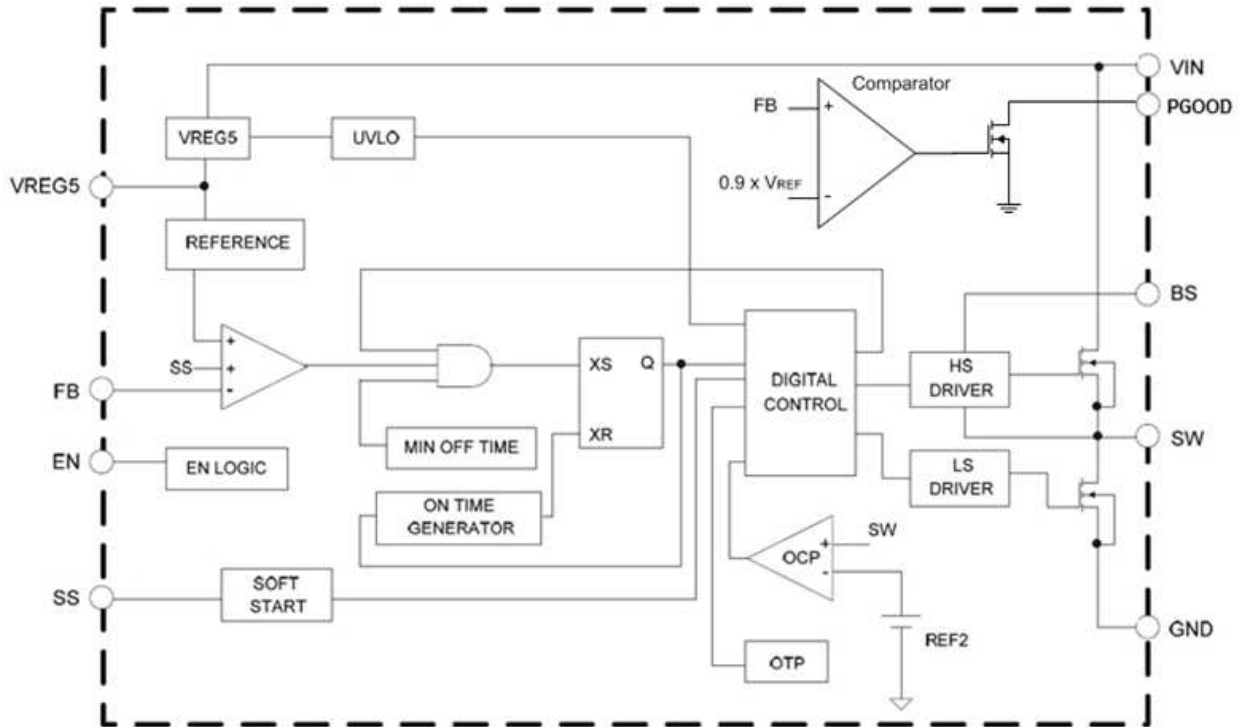 VIN
Comparator
FB
+
PGOOD
VREG5
UVLO
VREG5
0.9 x VREF
-
REFERENCE
BS
+
SS
+
XS
Q
HS
DRIVER
FB
-
DIGITAL
CONTROL
XR
SW
MIN OFF TIME
EN
EN LOGIC
LS
DRIVER
ON TIME
GENERATOR
SW
+
OCP
-
SOFT
START
SS
GND
REF2
OTP